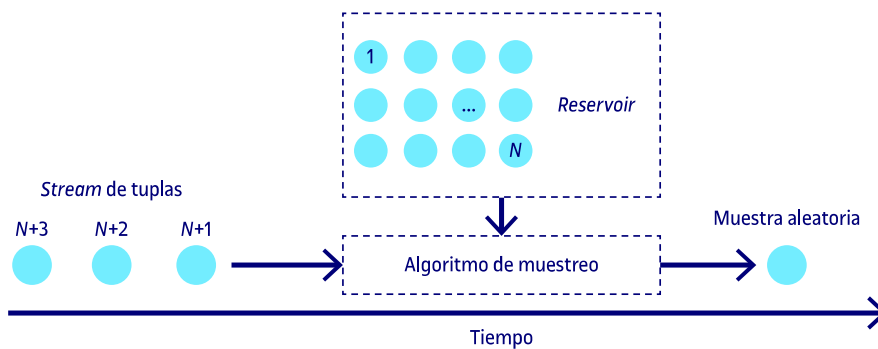 1
...
Reservoir
N
Stream de tuplas
N+3
N+2
N+1
Algoritmo de muestreo
Muestra aleatoria
Tiempo